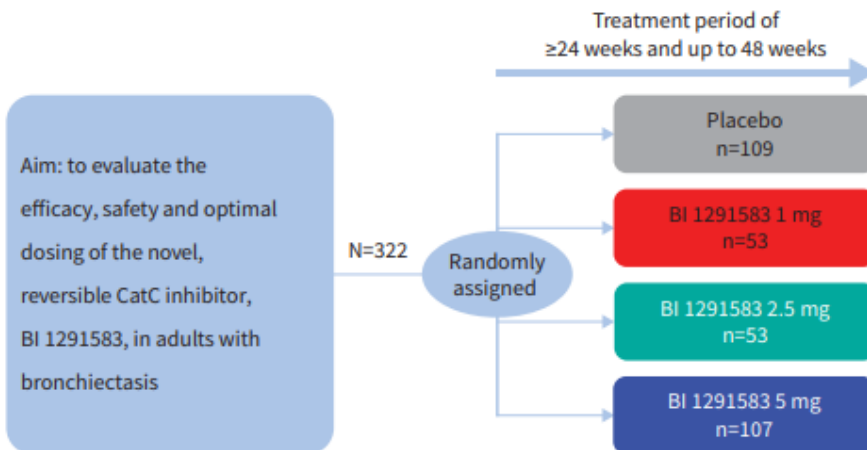 Treatment period of
≥24 weeks and up to 48 weeks
Aim: to evaluate the
efficacy, safety and optimal
dosing of the novel,
reversible CatC inhibitor,
BI 1291583, in adults with
bronchiectasis
N=322
Randomly
assigned
Placebo
n=109
BI 1291583 1 mg
n=53
BI 1291583 2.5 mg
n=53
BI 1291583 5 mg
n=107